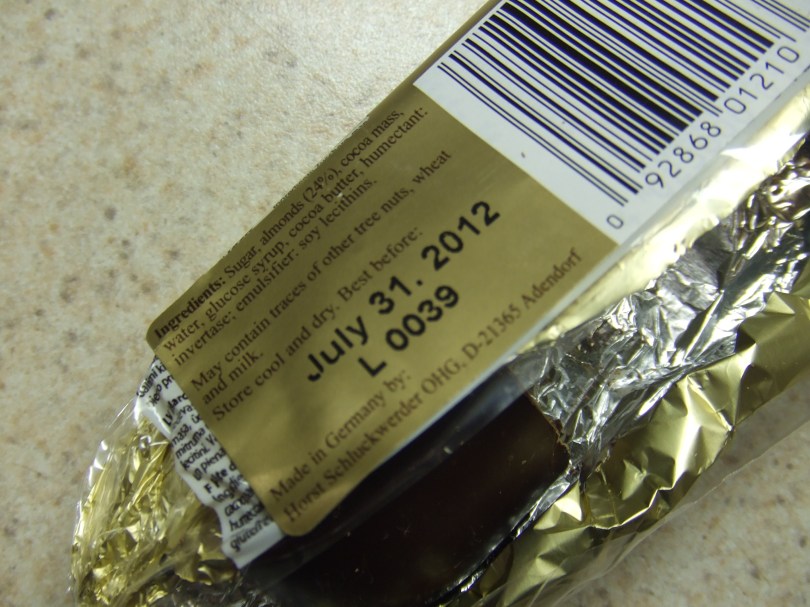 Ingredients: Sugar, almonds (24%), cocoa mass,
water, glucose syrup, cocoa butter, humectant:
invertase; emulsifier: soy lecithins.
May contain traces of other tree nuts, wheat
and milk.
Store cool and dry. Best before:
July 31. 2012
L 0039
Made in Germany by:
Horst Schluckwerder OHG, D-21365 Adendorf
0 92868 01210